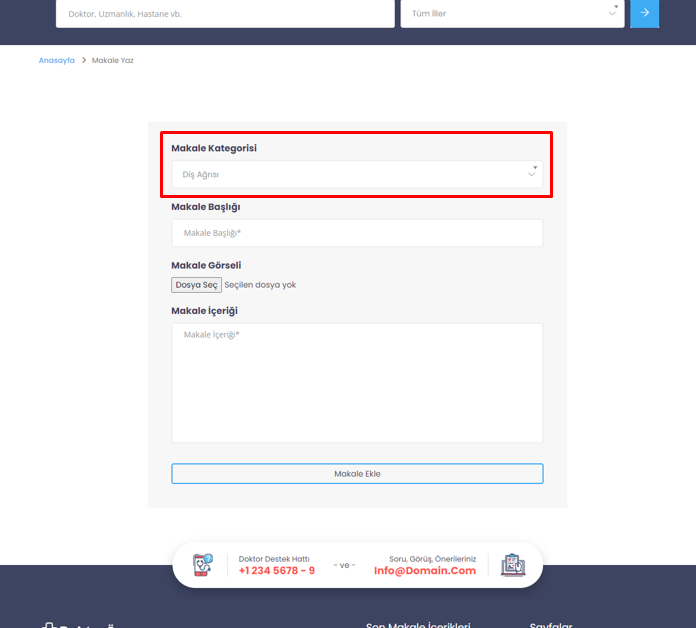 Doktor, Uzmanlık, Hastane vb.
Tüm İller
Anasayfa > Makale Yaz
Makale Kategorisi
Diş Ağrısı
Makale Başlığı
Makale Başlığı*
Makale Görseli
Dosya Seç Seçilen dosya yok
Makale İçeriği
Makale İçeriği*
Makale Ekle
Doktor Destek Hattı
+1 234 5678 - 9
- ve -
Soru, Görüş, Önerileriniz
Info@Domain.Com
Son Makale İçerikleri
Sayfalar